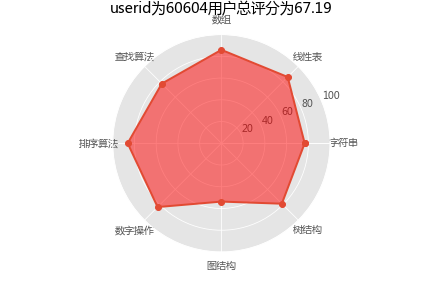 userid为60604用户总评分为67.19
数组
查找算法
线性表
100
80
60
40
20
排序算法
字符串
数字操作
树结构
图结构